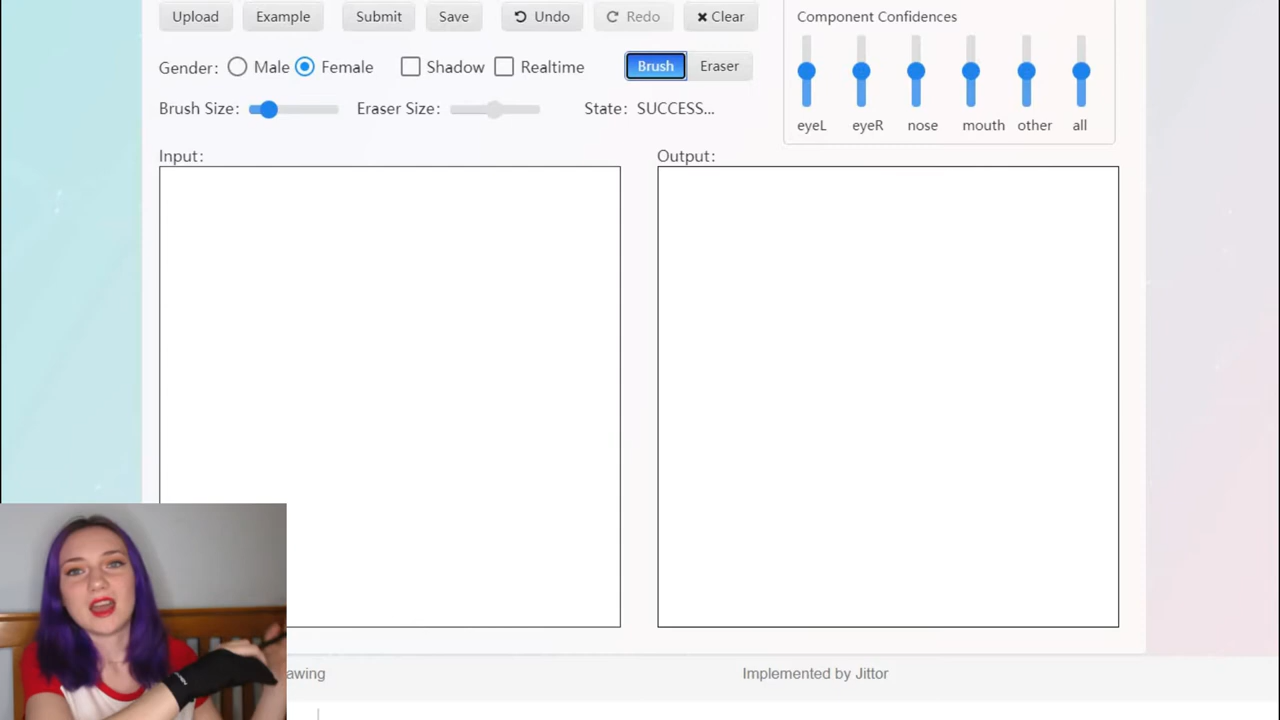 Upload Example Submit Save Undo Redo Clear
Component Confidences
Gender: Male Female Shadow Realtime Brush Eraser
Brush Size: Eraser Size: State: SUCCESS...
eyeL eyeR nose mouth other all
Input: Output:
awing Implemented by Jittor